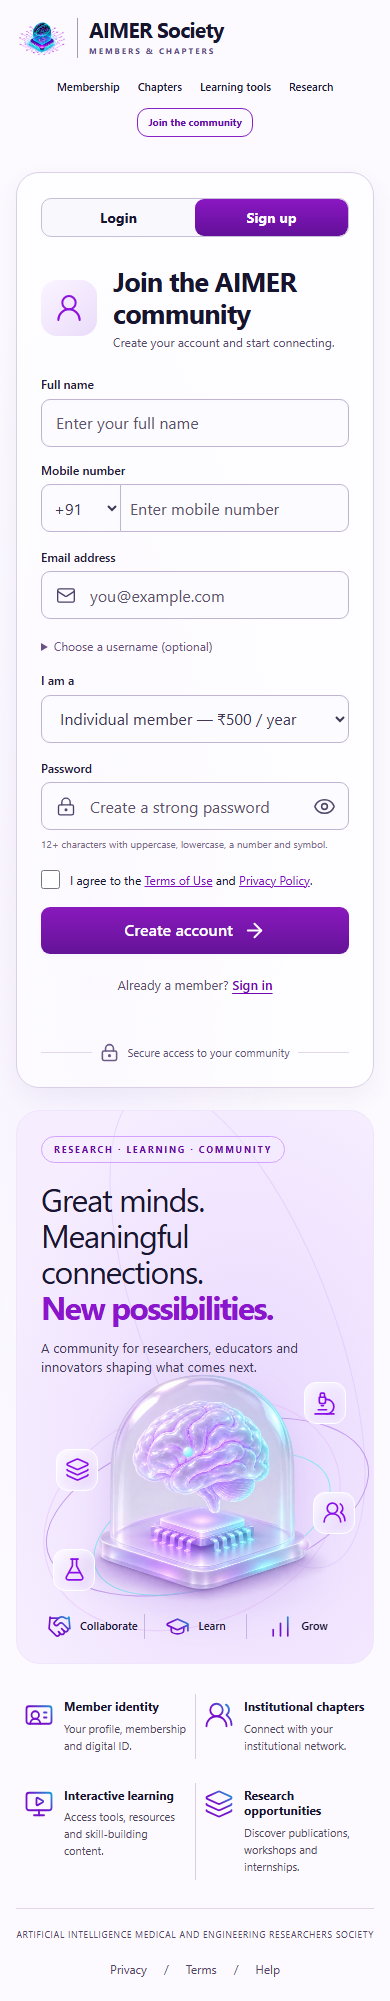 AIMER Society
MEMBERS & CHAPTERS
Membership Chapters Learning tools Research
Join the community
Login Sign up
Join the AIMER
community
Create your account and start connecting.
Full name
Enter your full name
Mobile number
+91 Enter mobile number
Email address
you@example.com
Choose a username (optional)
I am a
Individual member — ₹500 / year
Password
Create a strong password
12+ characters with uppercase, lowercase, a number and symbol.
I agree to the Terms of Use and Privacy Policy.
Create account
Already a member? Sign in
Secure access to your community
RESEARCH · LEARNING · COMMUNITY
Great minds.
Meaningful
connections.
New possibilities.
A community for researchers, educators and
innovators shaping what comes next.
Collaborate Learn Grow
Member identity
Your profile, membership
and digital ID.
Institutional chapters
Connect with your
institutional network.
Interactive learning
Access tools, resources
and skill-building
content.
Research
opportunities
Discover publications,
workshops and
internships.
ARTIFICIAL INTELLIGENCE MEDICAL AND ENGINEERING RESEARCHERS SOCIETY
Privacy / Terms / Help